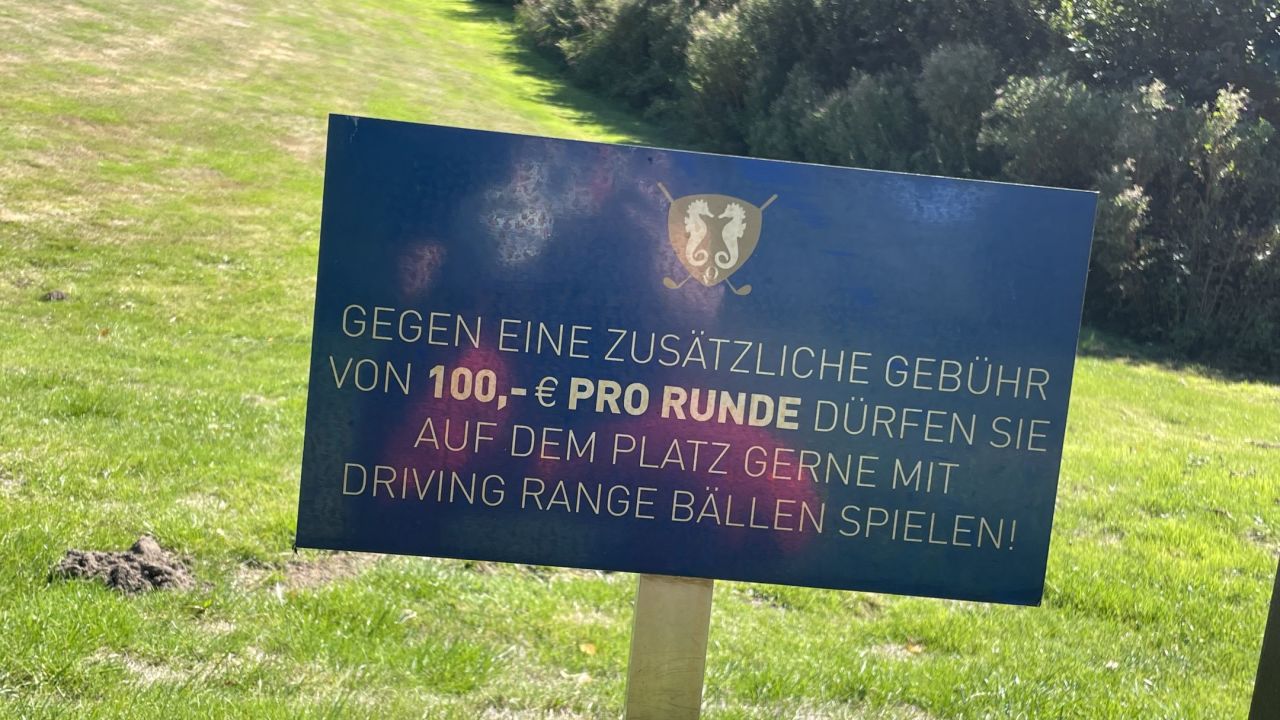 GEGEN EINE ZUSÄTZLICHE GEBÜHR
VON 100,- € PRO RUNDE DÜRFEN SIE
AUF DEM PLATZ GERNE MIT
DRIVING RANGE BÄLLEN SPIELEN!